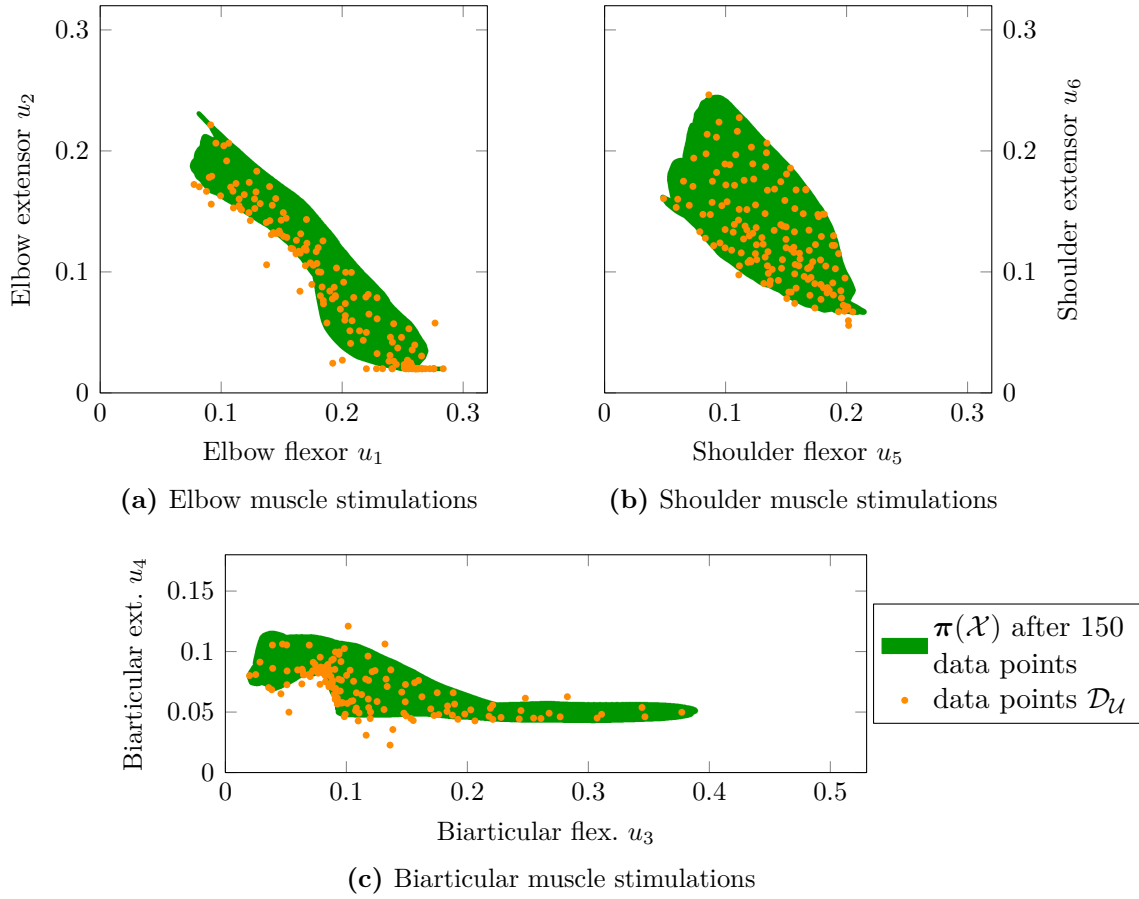 0.3
0.2
0.1
0
Elbow extensor u₂
0 0.1 0.2 0.3
Elbow flexor u₁
(a) Elbow muscle stimulations
0.3
0.2
0.1
0
Shoulder extensor u₆
0 0.1 0.2 0.3
Shoulder flexor u₅
(b) Shoulder muscle stimulations
0.15
0.1
0.05
0
Biarticular ext. u₄
0 0.1 0.2 0.3 0.4 0.5
Biarticular flex. u₃
(c) Biarticular muscle stimulations
π(𝒳) after 150
data points
data points 𝒟_𝒰